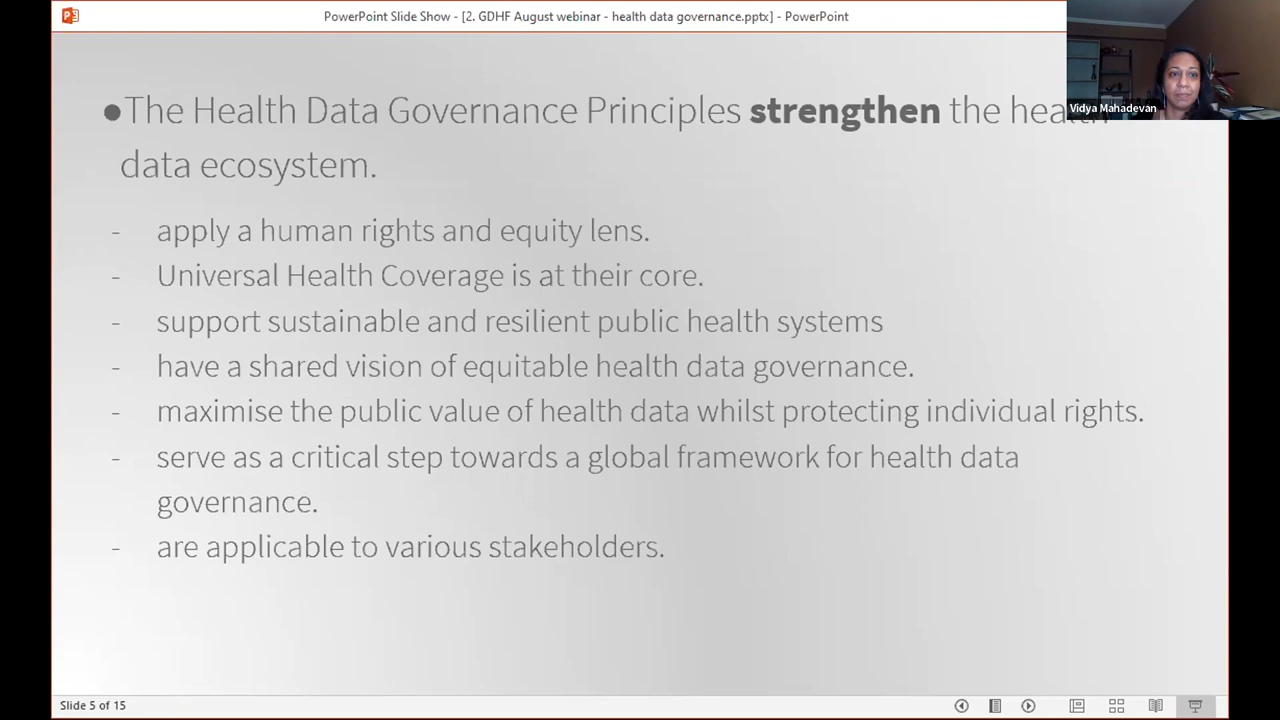 PowerPoint Slide Show - [2. GDHF August webinar - health data governance.pptx] - PowerPoint
Vidya Mahadevan
●The Health Data Governance Principles strengthen the health
data ecosystem.
- apply a human rights and equity lens.
- Universal Health Coverage is at their core.
- support sustainable and resilient public health systems
- have a shared vision of equitable health data governance.
- maximise the public value of health data whilst protecting individual rights.
- serve as a critical step towards a global framework for health data
governance.
- are applicable to various stakeholders.
Slide 5 of 15